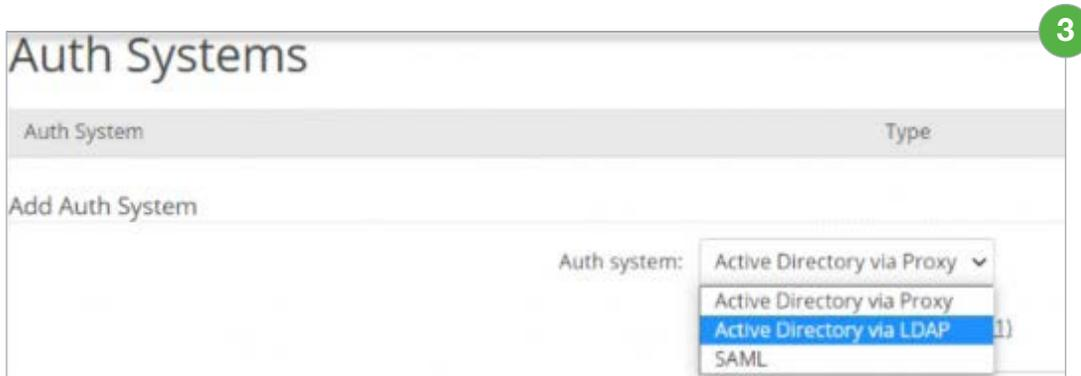 3
Auth Systems
Auth System Type
Add Auth System
Auth system: Active Directory via Proxy
Active Directory via Proxy
Active Directory via LDAP 1)
SAML